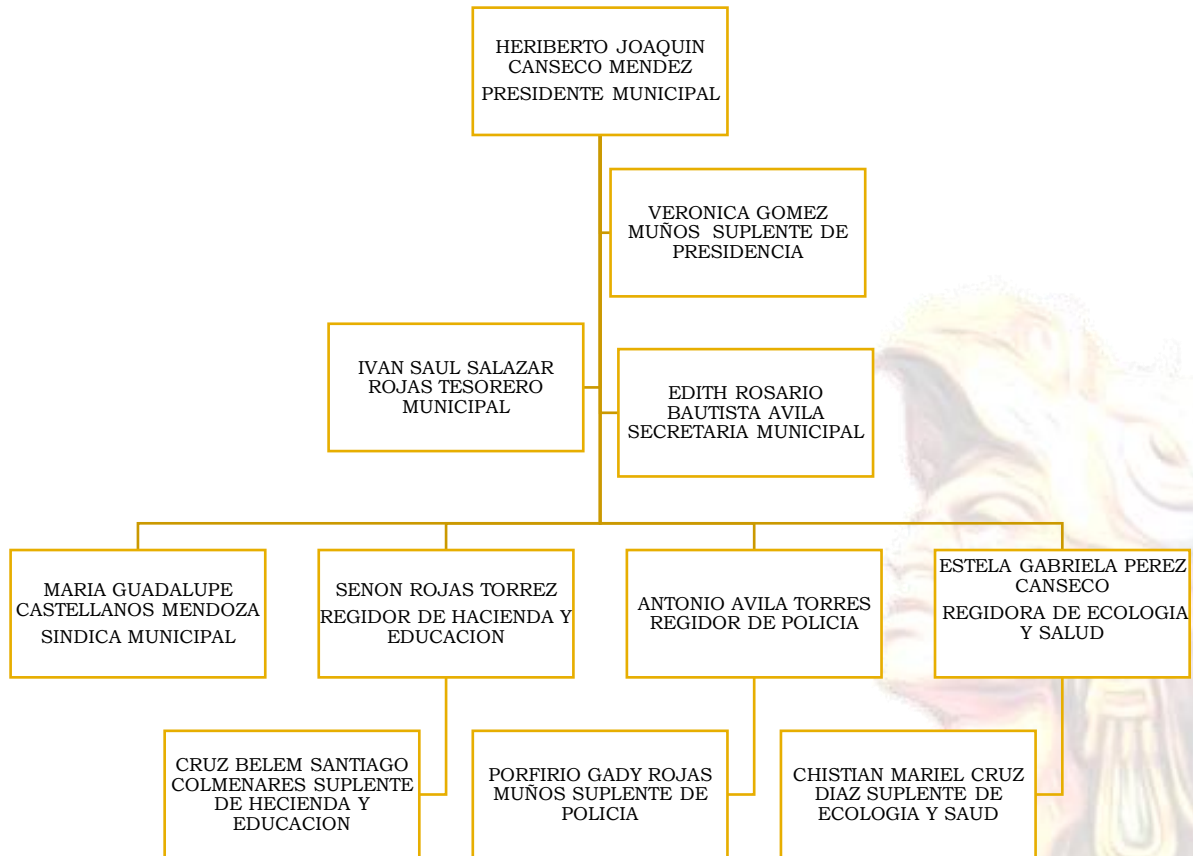 HERIBERTO JOAQUIN
CANSECO MENDEZ
PRESIDENTE MUNICIPAL
VERONICA GOMEZ
MUÑOS SUPLENTE DE
PRESIDENCIA
IVAN SAUL SALAZAR
ROJAS TESORERO
MUNICIPAL
EDITH ROSARIO
BAUTISTA AVILA
SECRETARIA MUNICIPAL
MARIA GUADALUPE
CASTELLANOS MENDOZA
SINDICA MUNICIPAL
SENON ROJAS TORREZ
REGIDOR DE HACIENDA Y
EDUCACION
ANTONIO AVILA TORRES
REGIDOR DE POLICIA
ESTELA GABRIELA PEREZ
CANSECO
REGIDORA DE ECOLOGIA
Y SALUD
CRUZ BELEM SANTIAGO
COLMENARES SUPLENTE
DE HECIENDA Y
EDUCACION
PORFIRIO GADY ROJAS
MUÑOS SUPLENTE DE
POLICIA
CHISTIAN MARIEL CRUZ
DIAZ SUPLENTE DE
ECOLOGIA Y SAUD